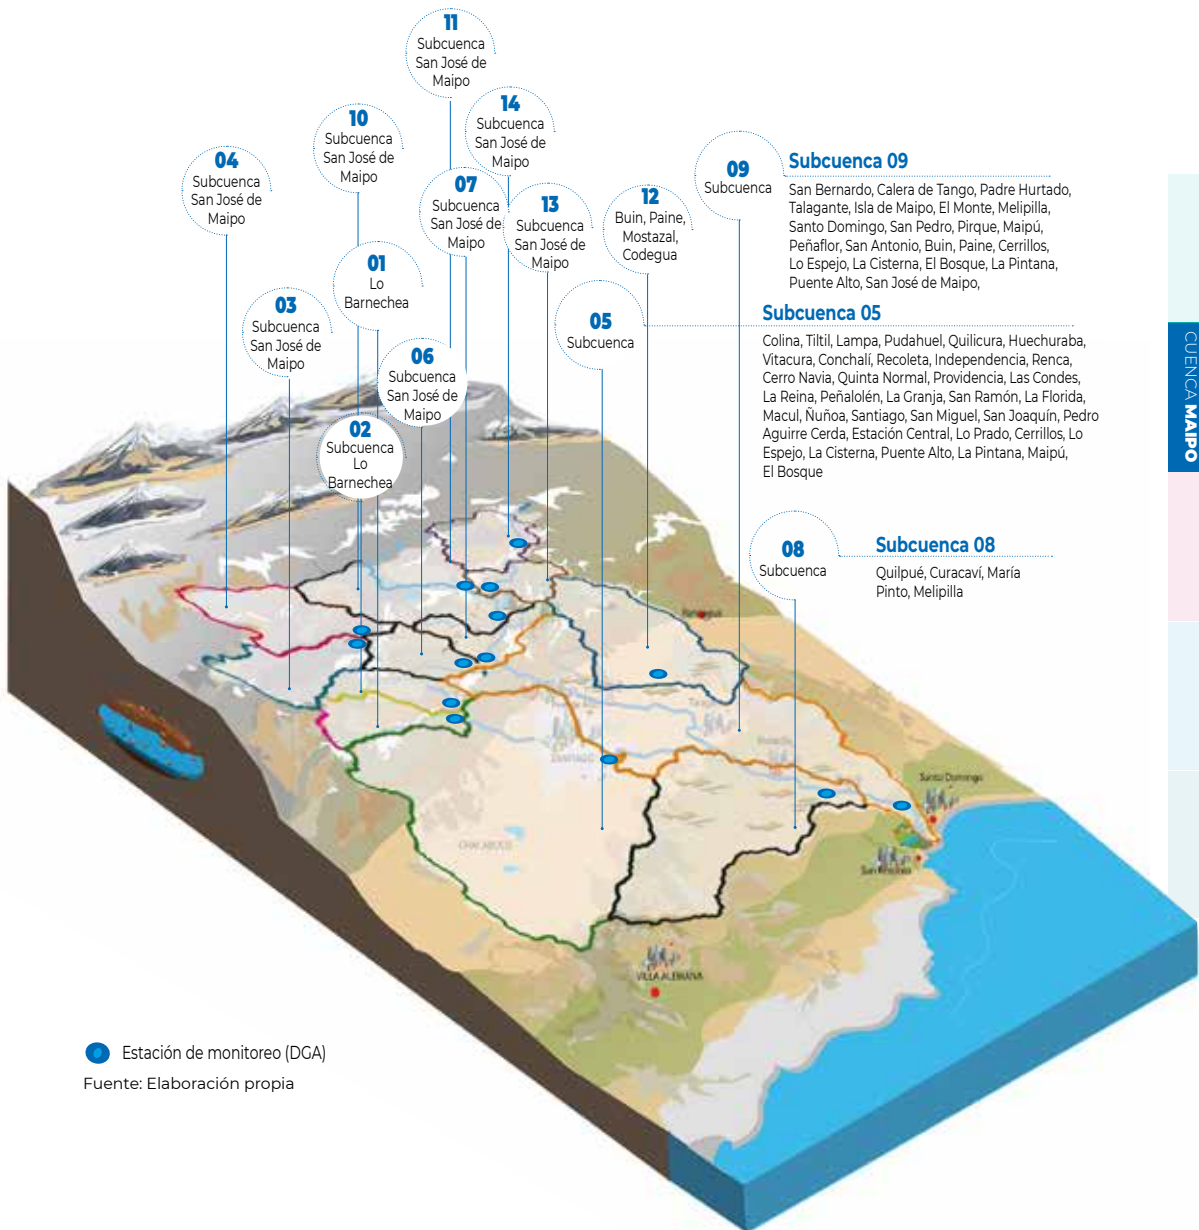 11
Subcuenca
San José de
Maipo
14
Subcuenca
San José de
Maipo
10
Subcuenca
San José de
Maipo
04
Subcuenca
San José de
Maipo
07
Subcuenca
San José de
Maipo
13
Subcuenca
San José de
Maipo
12
Buin, Paine,
Mostazal,
Codegua
09
Subcuenca
01
Lo
Barnechea
03
Subcuenca
San José de
Maipo
06
Subcuenca
San José de
Maipo
02
Subcuenca
Lo
Barnechea
05
Subcuenca
08
Subcuenca
Subcuenca 09
San Bernardo, Calera de Tango, Padre Hurtado,
Talagante, Isla de Maipo, El Monte, Melipilla,
Santo Domingo, San Pedro, Pirque, Maipú,
Peñaflor, San Antonio, Buin, Paine, Cerrillos,
Lo Espejo, La Cisterna, El Bosque, La Pintana,
Puente Alto, San José de Maipo,
Subcuenca 05
Colina, Tiltil, Lampa, Pudahuel, Quilicura, Huechuraba,
Vitacura, Conchalí, Recoleta, Independencia, Renca,
Cerro Navia, Quinta Normal, Providencia, Las Condes,
La Reina, Peñalolén, La Granja, San Ramón, La Florida,
Macul, Ñuñoa, Santiago, San Miguel, San Joaquín, Pedro
Aguirre Cerda, Estación Central, Lo Prado, Cerrillos, Lo
Espejo, La Cisterna, Puente Alto, La Pintana, Maipú,
El Bosque
Subcuenca 08
Quilpué, Curacaví, María
Pinto, Melipilla
CUENCA MAIPO
SANTIAGO
CHACABUCO
Santo Domingo
San Antonio
VILLA ALEMANA
Estación de monitoreo (DGA)
Fuente: Elaboración propia